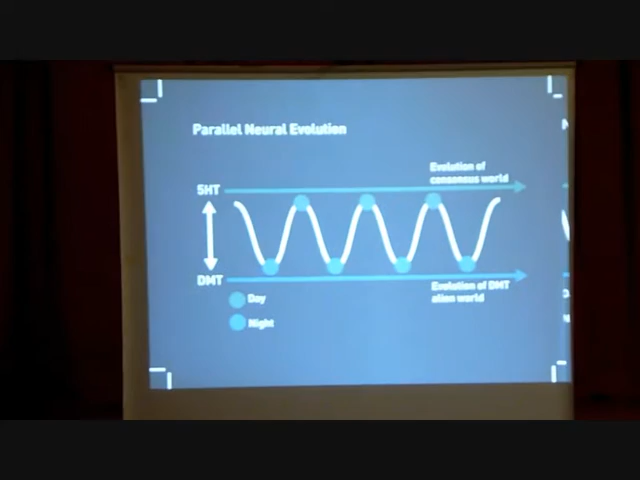 Parallel Neural Evolution
Evolution of
consensus world
5HT
DMT
Evolution of DMT
alien world
Day
Night